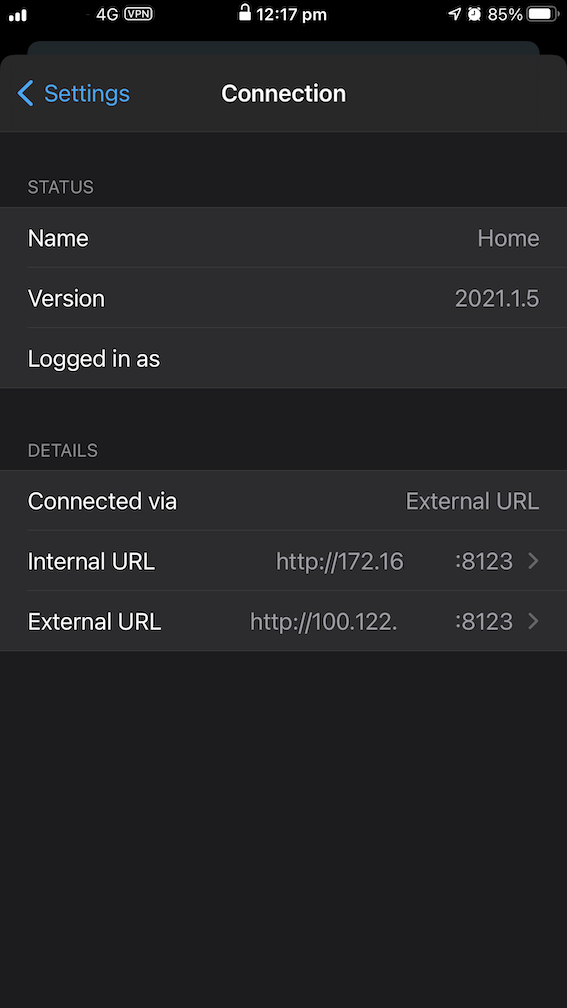 4G VPN 12:17 pm 85%
Settings Connection
STATUS
Name Home
Version 2021.1.5
Logged in as
DETAILS
Connected via External URL
Internal URL http://172.16 :8123
External URL http://100.122. :8123